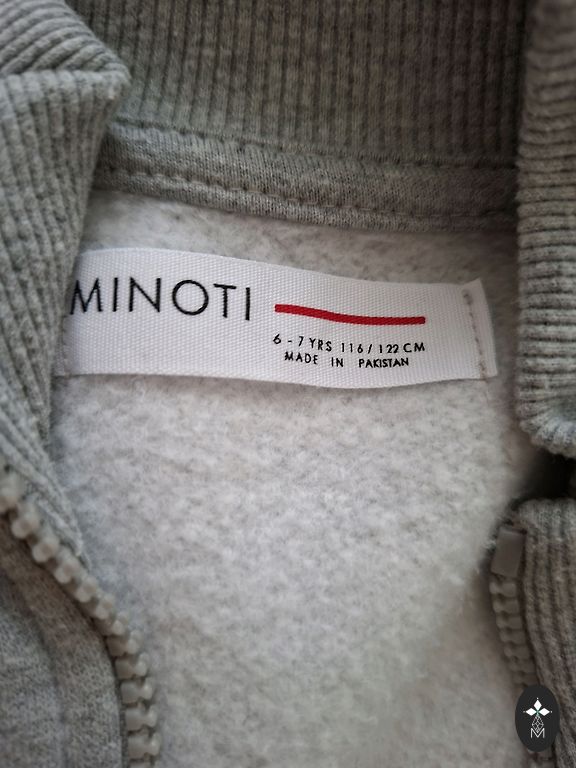 MINOTI
6 - 7 YRS 116 / 122 CM
MADE IN PAKISTAN
M